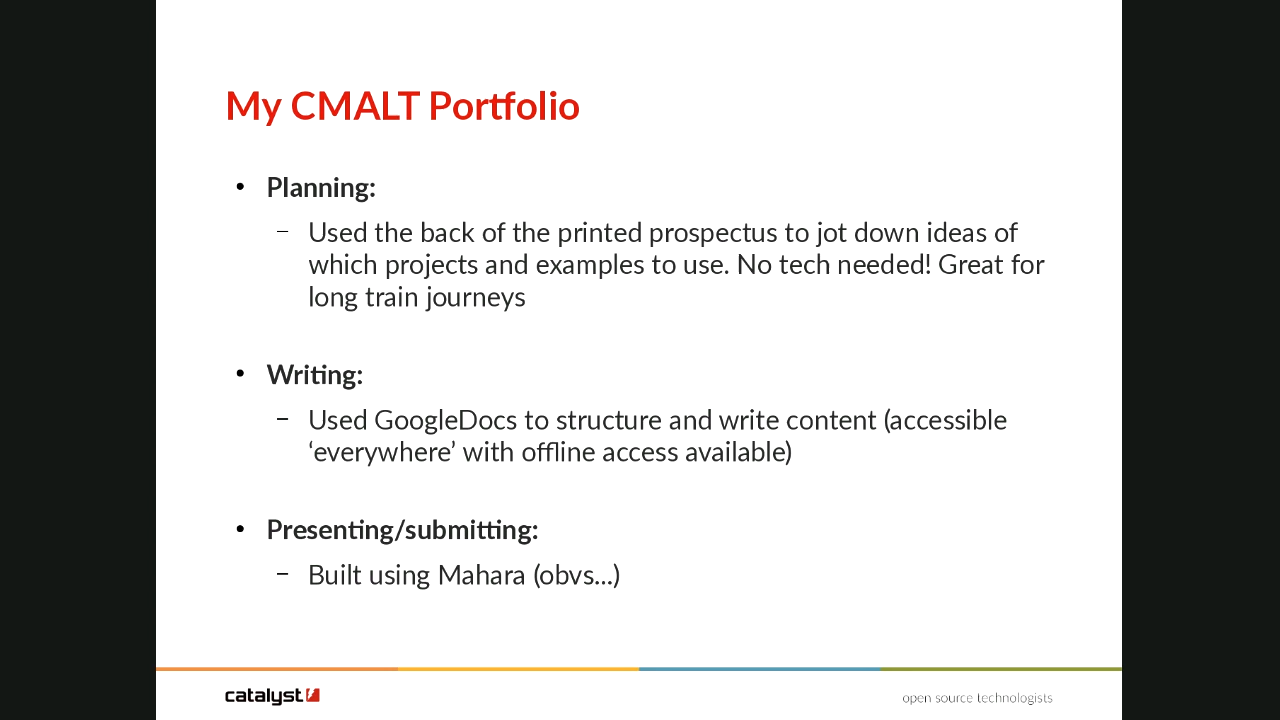 My CMALT Portfolio
• Planning:
– Used the back of the printed prospectus to jot down ideas of
which projects and examples to use. No tech needed! Great for
long train journeys
• Writing:
– Used GoogleDocs to structure and write content (accessible
‘everywhere’ with offline access available)
• Presenting/submitting:
– Built using Mahara (obvs...)
catalyst
open source technologists